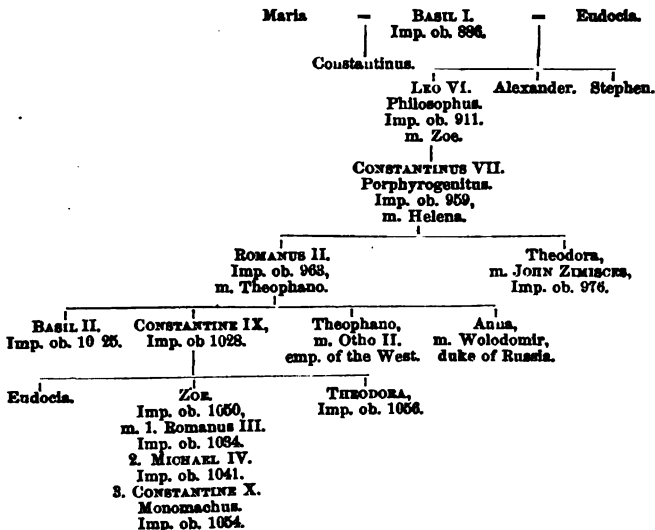 Maria — BASIL I. — Eudocia.
Imp. ob. 886.
Constantinus.
LEO VI. Alexander. Stephen.
Philosophus.
Imp. ob. 911.
m. Zoe.
CONSTANTINUS VII.
Porphyrogenitus.
Imp. ob. 959,
m. Helena.
ROMANUS II. Theodora,
Imp. ob. 963, m. JOHN ZIMISCES,
m. Theophano. Imp. ob. 976.
BASIL II. CONSTANTINE IX, Theophano, Anna,
Imp. ob. 10 25. Imp. ob 1028. m. Otho II. m. Wolodomir,
emp. of the West. duke of Russia.
Eudocia. ZOE. THEODORA,
Imp. ob. 1050, Imp. ob. 1056.
m. 1. Romanus III.
Imp. ob. 1034.
2. MICHAEL IV.
Imp. ob. 1041.
3. CONSTANTINE X.
Monomachus.
Imp. ob. 1054.